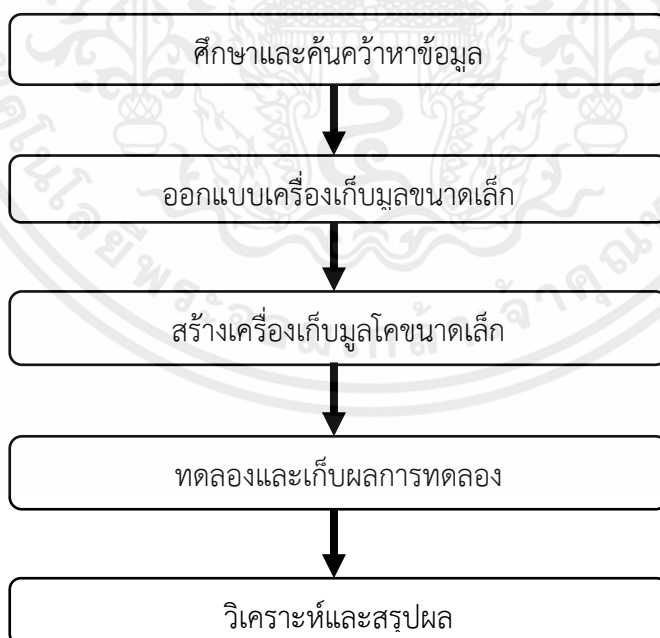 ศึกษาและค้นคว้าหาข้อมูล
ออกแบบเครื่องเก็บมูลขนาดเล็ก
สร้างเครื่องเก็บมูลโคขนาดเล็ก
ทดลองและเก็บผลการทดลอง
วิเคราะห์และสรุปผล